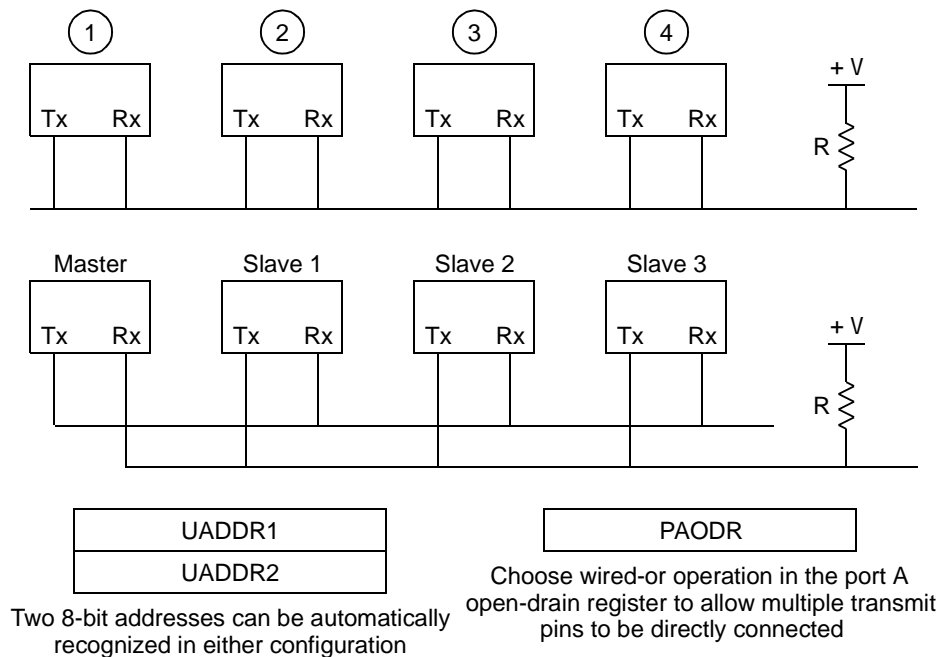 1 2 3 4
+ V
Tx Rx Tx Rx Tx Rx Tx Rx
R
Master Slave 1 Slave 2 Slave 3
+ V
Tx Rx Tx Rx Tx Rx Tx Rx
R
UADDR1
UADDR2
Two 8-bit addresses can be automatically
recognized in either configuration
PAODR
Choose wired-or operation in the port A
open-drain register to allow multiple transmit
pins to be directly connected